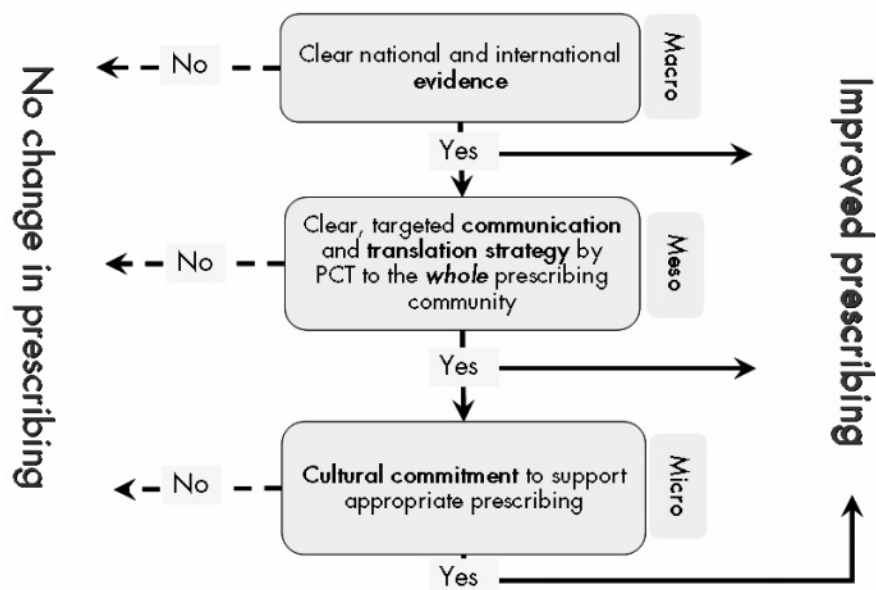 No change in prescribing
No
Clear national and international
evidence
Macro
Yes
No
Clear, targeted communication
and translation strategy by
PCT to the whole prescribing
community
Meso
Yes
No
Cultural commitment to support
appropriate prescribing
Micro
Yes
Improved prescribing